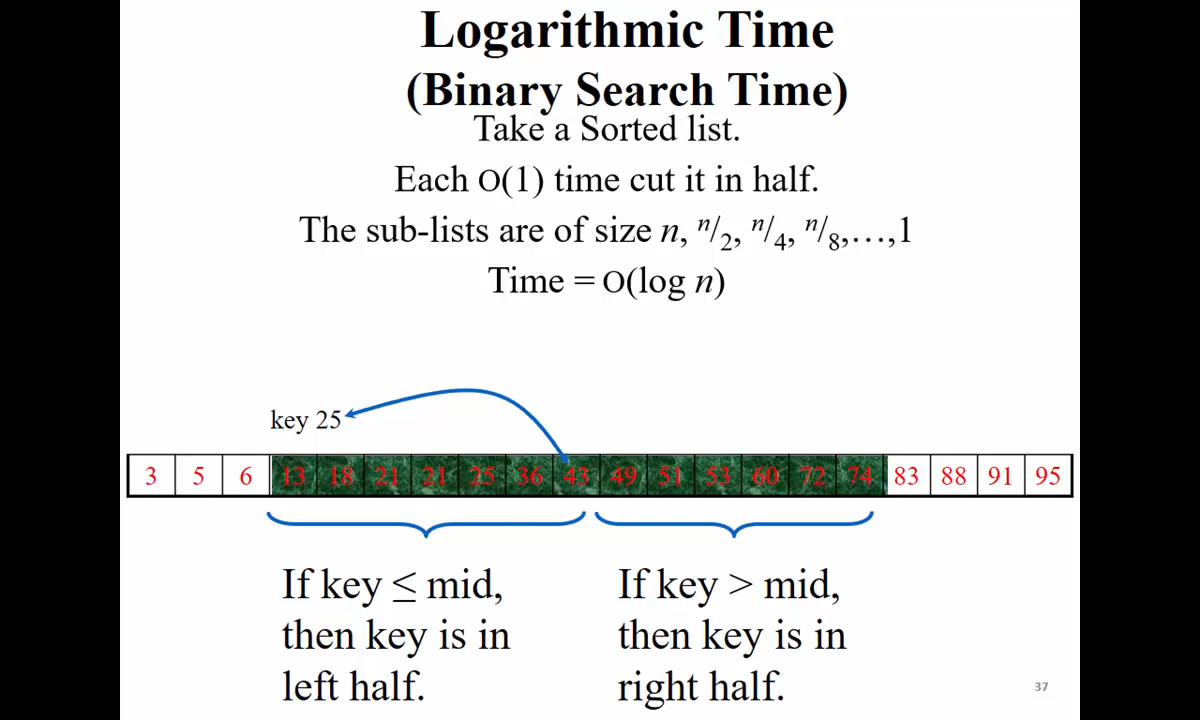 Logarithmic Time
(Binary Search Time)
Take a Sorted list.
Each O(1) time cut it in half.
The sub-lists are of size n, n/2, n/4, n/8,…,1
Time = O(log n)
key 25
3 5 6 13 18 21 21 25 36 43 49 51 53 60 72 74 83 88 91 95
If key ≤ mid,
then key is in
left half.
If key > mid,
then key is in
right half.
37